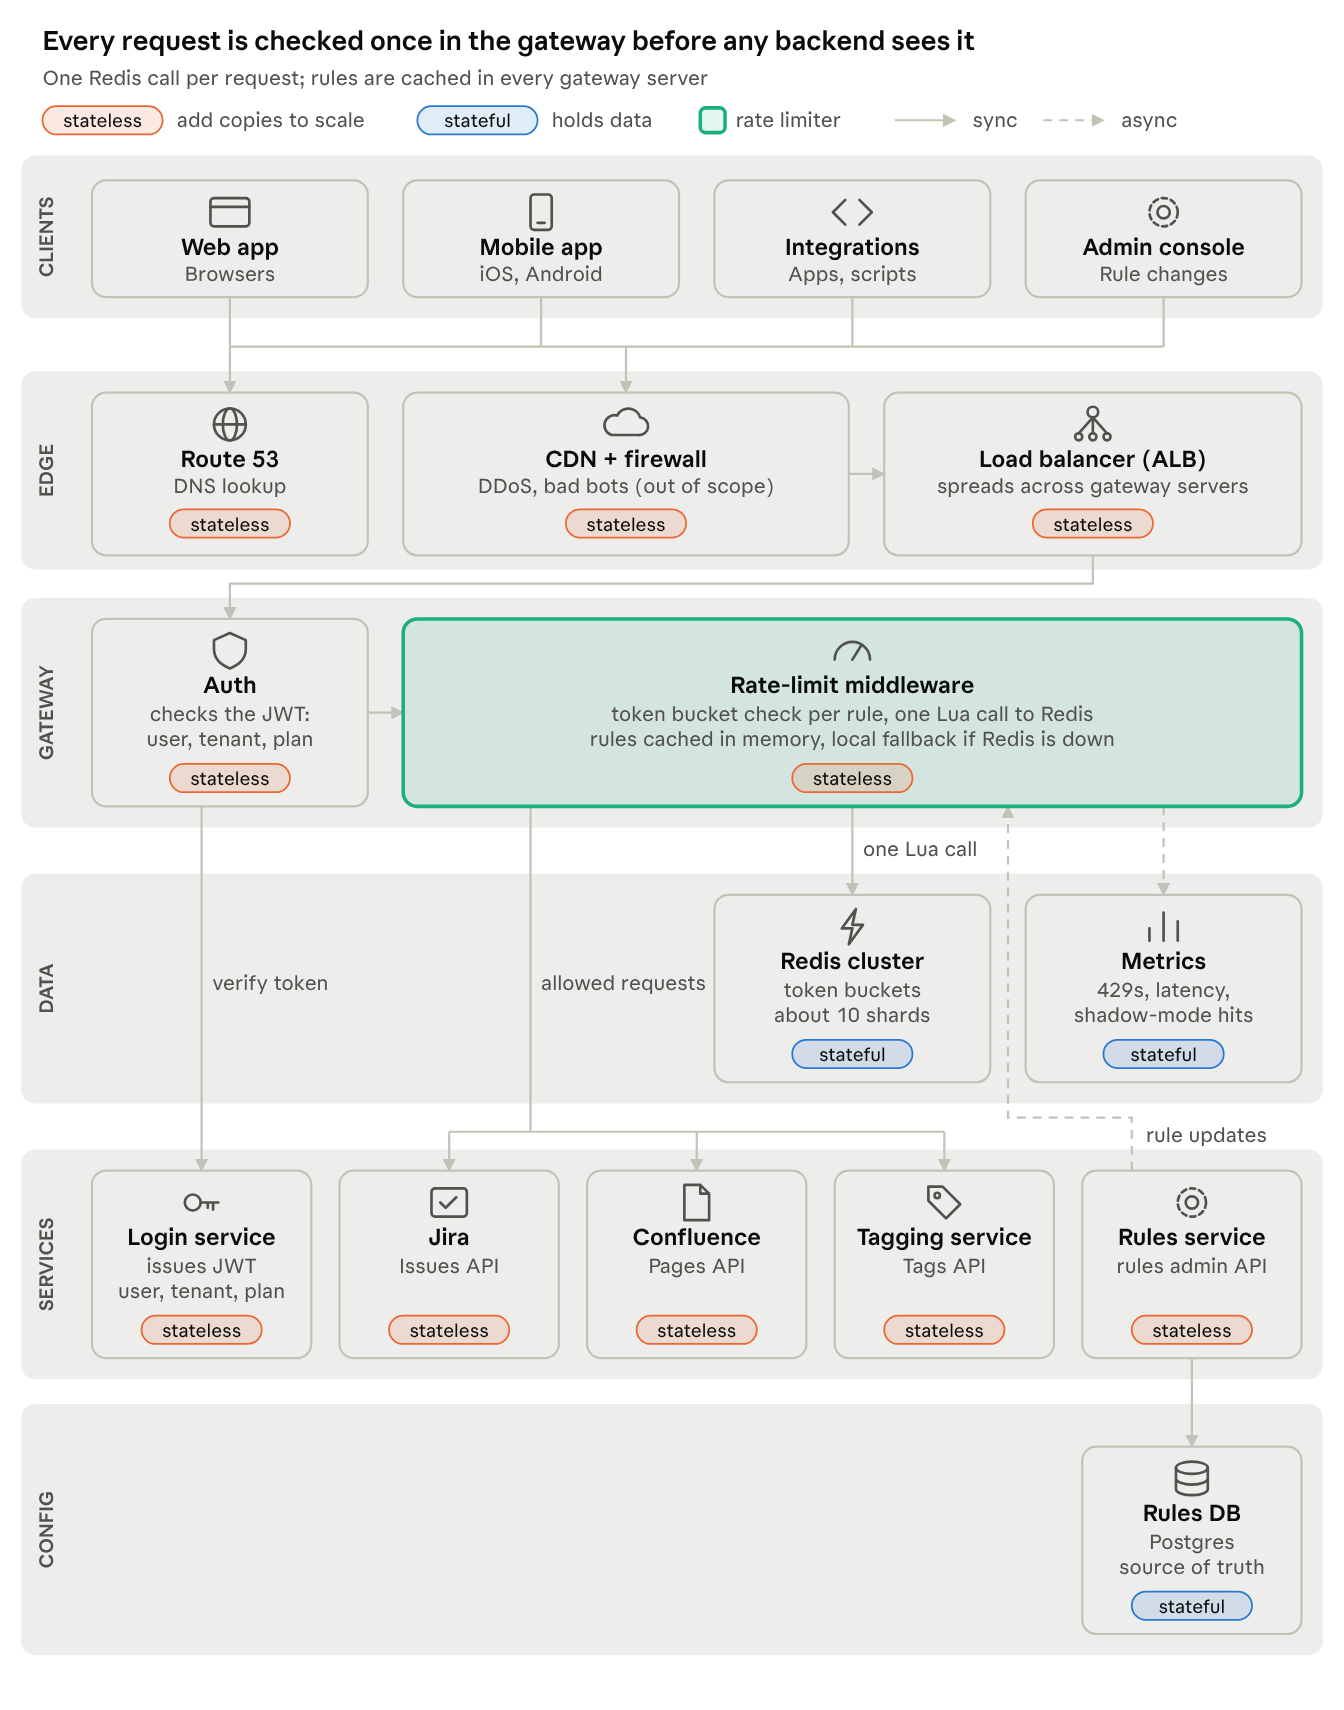 Every request is checked once in the gateway before any backend sees it
One Redis call per request; rules are cached in every gateway server
stateless add copies to scale stateful holds data rate limiter sync async
CLIENTS
Web app
Browsers
Mobile app
iOS, Android
Integrations
Apps, scripts
Admin console
Rule changes
EDGE
Route 53
DNS lookup
stateless
CDN + firewall
DDoS, bad bots (out of scope)
stateless
Load balancer (ALB)
spreads across gateway servers
stateless
GATEWAY
Auth
checks the JWT:
user, tenant, plan
stateless
Rate-limit middleware
token bucket check per rule, one Lua call to Redis
rules cached in memory, local fallback if Redis is down
stateless
one Lua call
DATA
verify token
allowed requests
Redis cluster
token buckets
about 10 shards
stateful
Metrics
429s, latency,
shadow-mode hits
stateful
rule updates
SERVICES
Login service
issues JWT
user, tenant, plan
stateless
Jira
Issues API
stateless
Confluence
Pages API
stateless
Tagging service
Tags API
stateless
Rules service
rules admin API
stateless
CONFIG
Rules DB
Postgres
source of truth
stateful